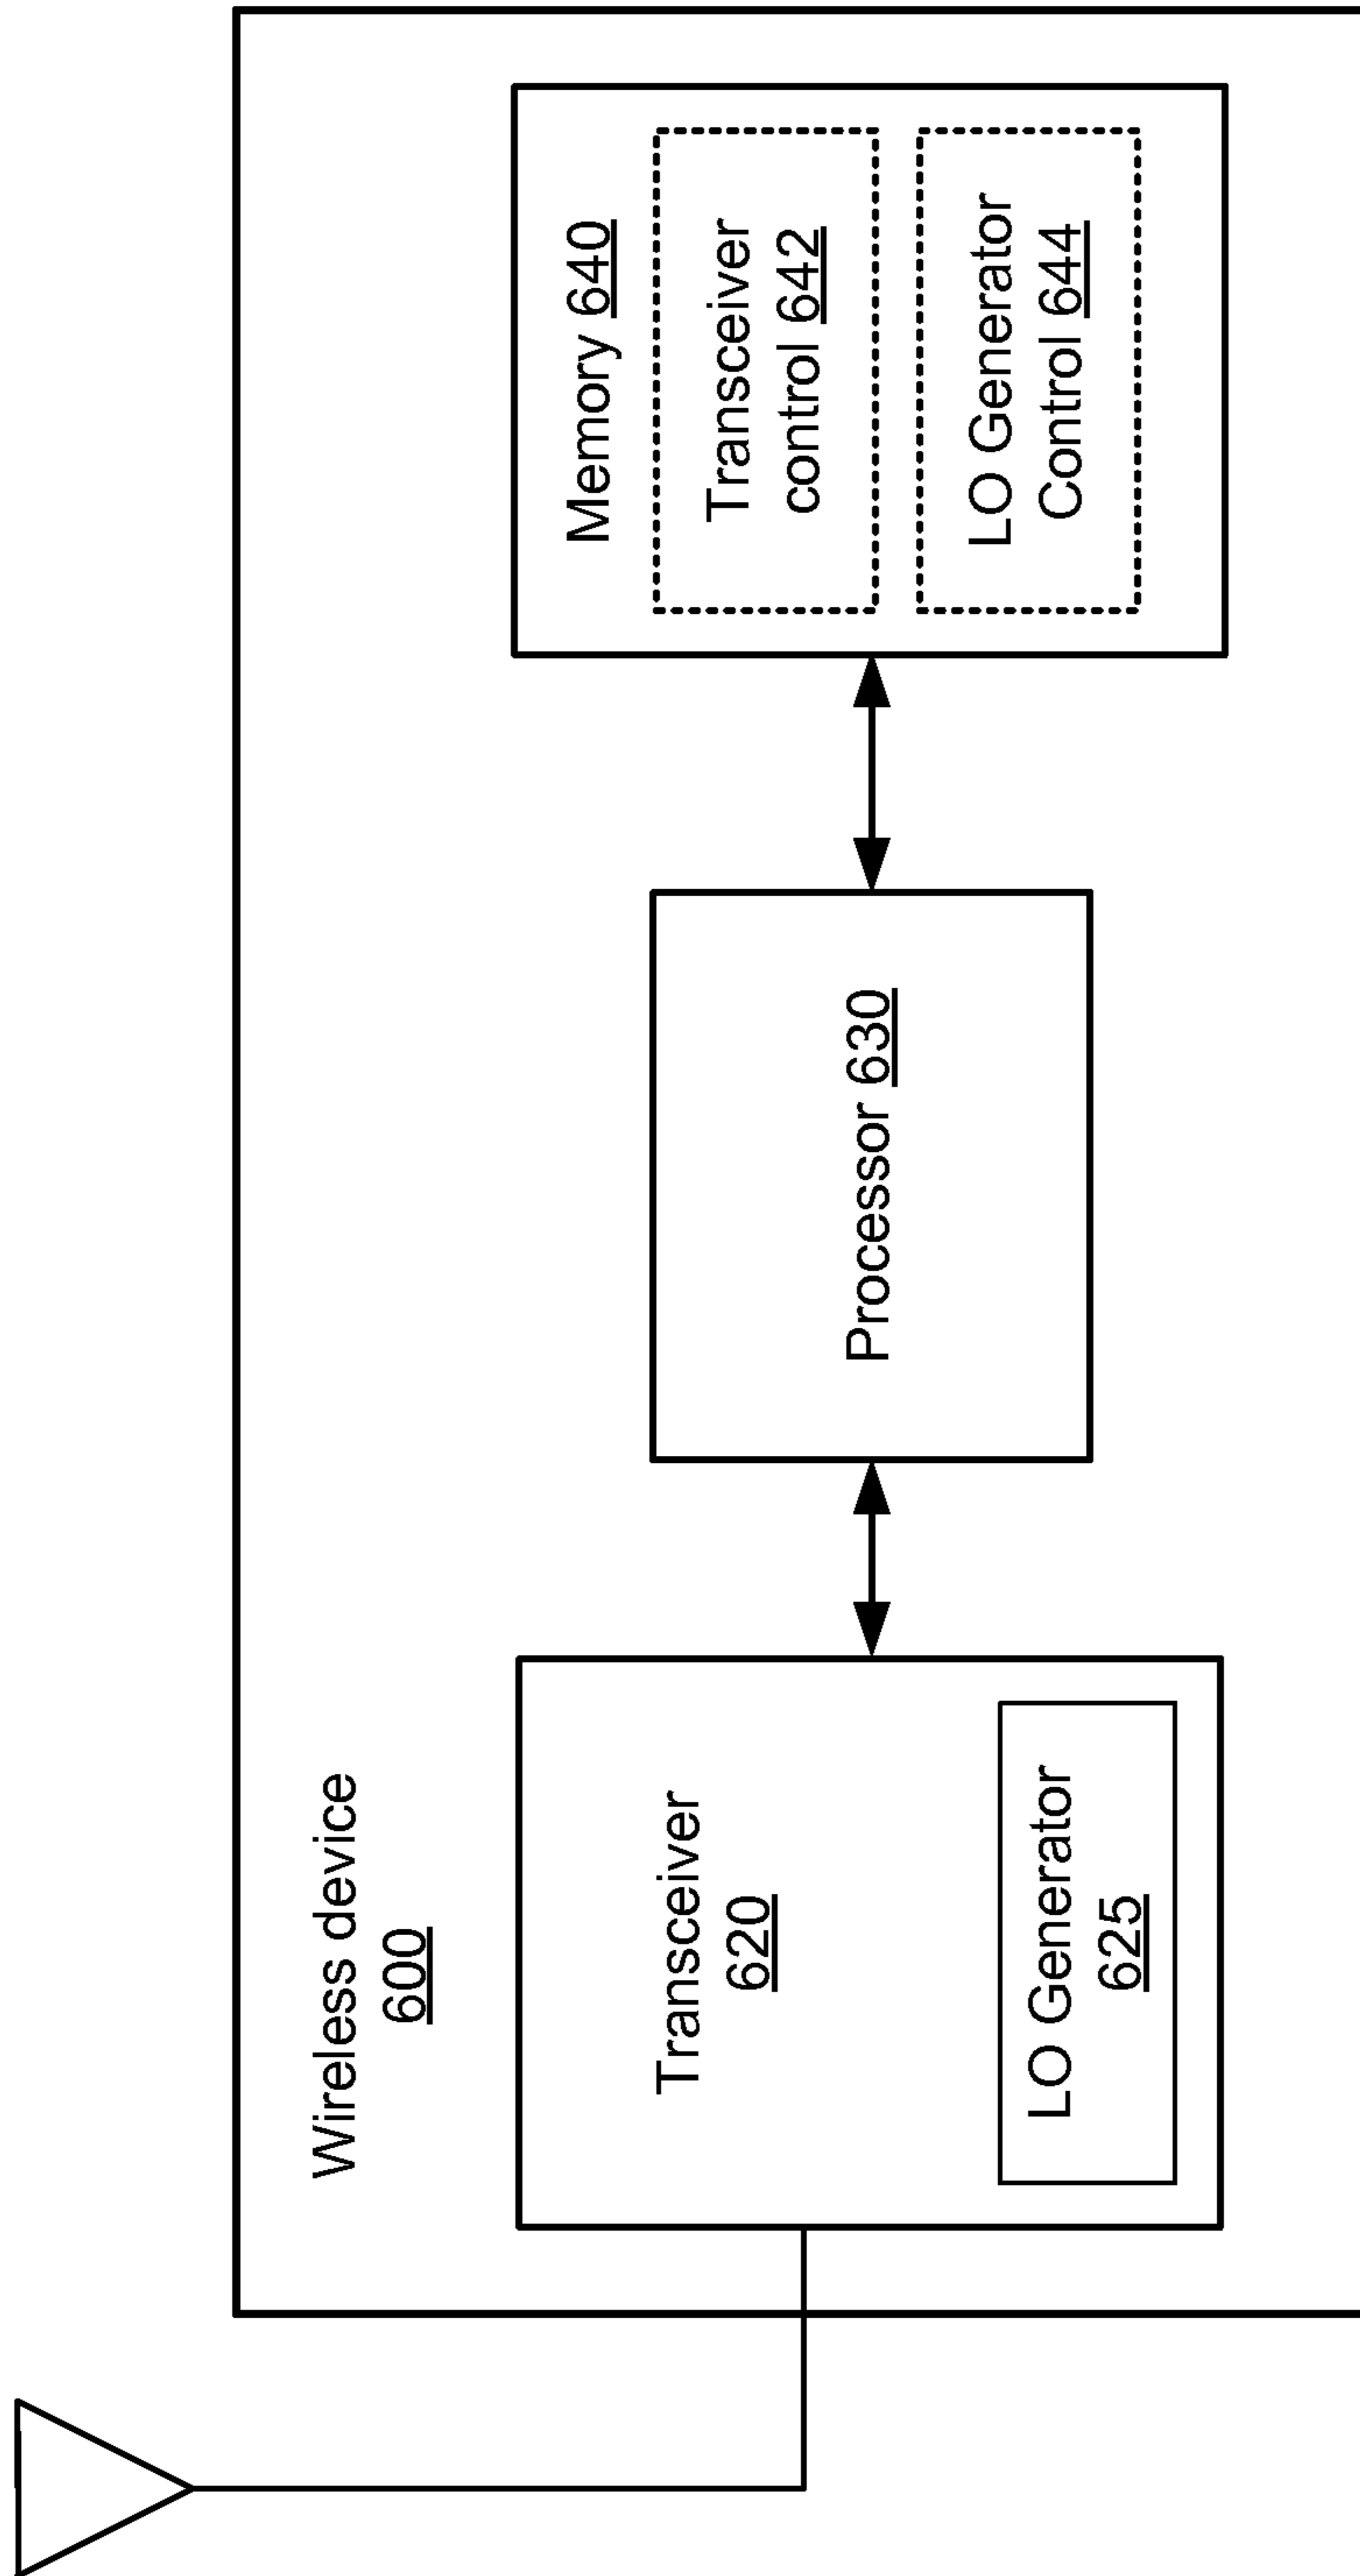 Wireless device
600
Transceiver
620
LO Generator
625
Processor 630
Memory 640
Transceiver
control 642
LO Generator
Control 644